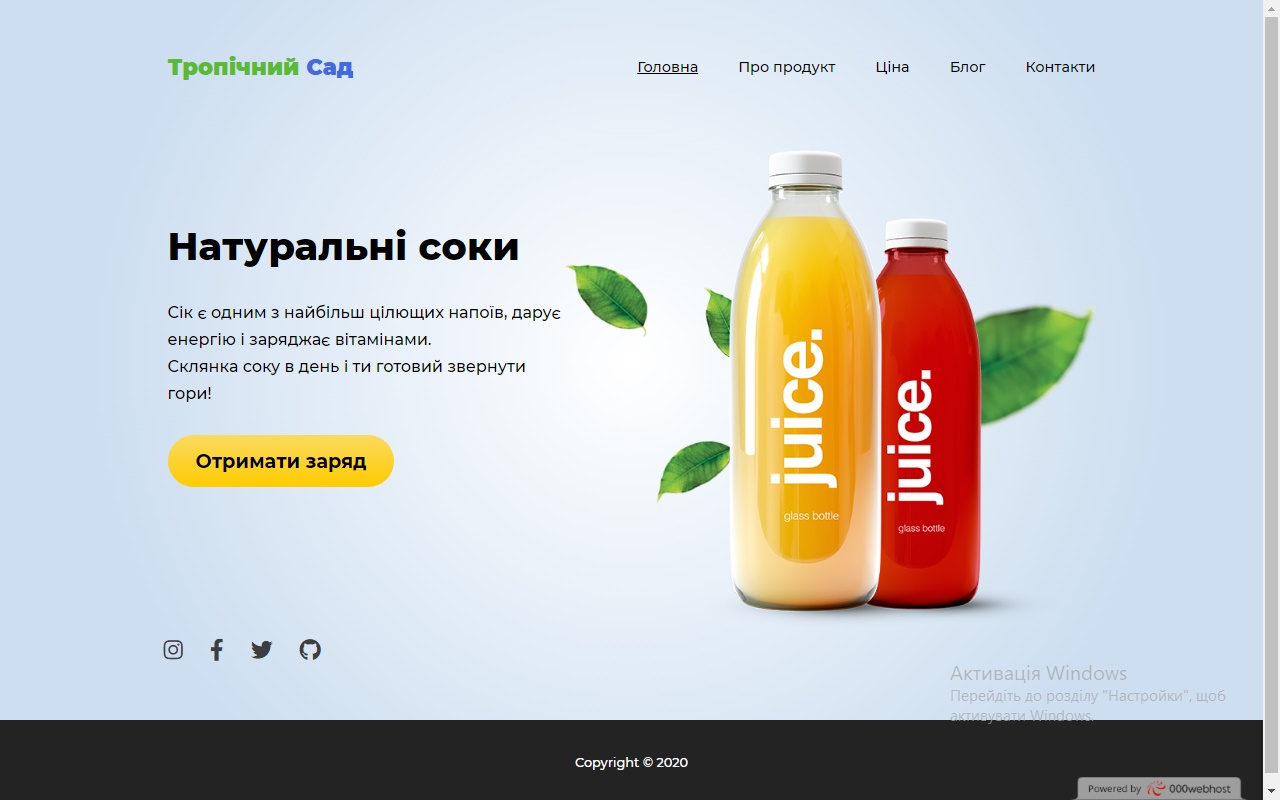 Тропічний Сад
Головна Про продукт Ціна Блог Контакти
Натуральні соки
Сік є одним з найбільш цілющих напоїв, дарує
енергію і заряджає вітамінами.
Склянка соку в день і ти готовий звернути
гори!
Отримати заряд
juice.
glass bottle
juice.
glass bottle
Активація Windows
Перейдіть до розділу "Настройки", щоб
активувати Windows.
Copyright © 2020
Powered by 000webhost